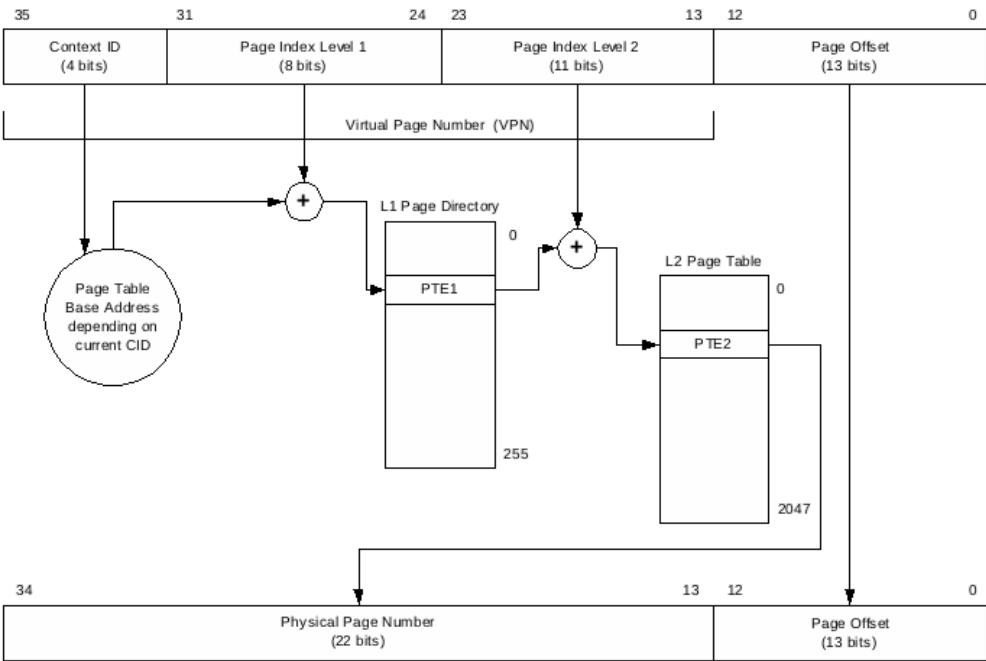 35 31 24 23 13 12 0
Context ID Page Index Level 1 Page Index Level 2 Page Offset
(4 bits) (8 bits) (11 bits) (13 bits)
Virtual Page Number (VPN)
+
L1 Page Directory
0
+
L2 Page Table
Page Table
Base Address
depending on
current CID
PTE1
0
PTE2
255
2047
34 13 12 0
Physical Page Number Page Offset
(22 bits) (13 bits)